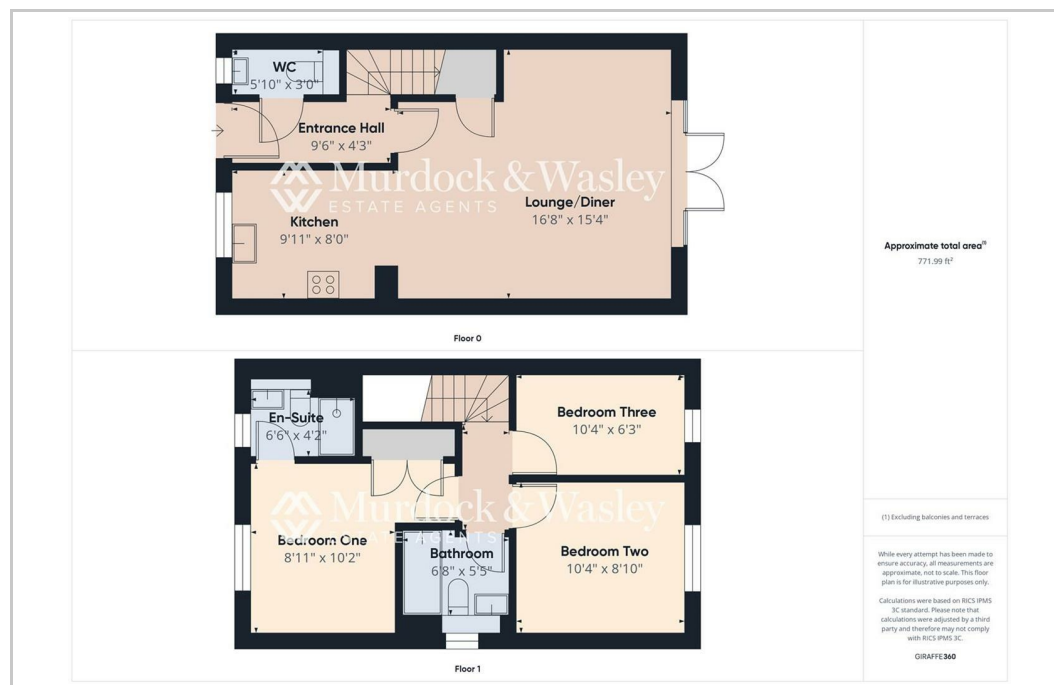 WC
5'10" x 3'0"
Entrance Hall
9'6" x 4'3"
Murdock & Wasley
ESTATE AGENTS
Lounge/Diner
16'8" x 15'4"
Kitchen
9'11" x 8'0"
Floor 0
Approximate total area(1)
771.99 ft²
En-Suite
6'6" x 4'2"
Bedroom Three
10'4" x 6'3"
Murdock & Wasley
ESTATE AGENTS
Bedroom One
8'11" x 10'2"
Bathroom
6'8" x 5'5"
Bedroom Two
10'4" x 8'10"
Floor 1
(1) Excluding balconies and terraces
While every attempt has been made to
ensure accuracy, all measurements are
approximate, not to scale. This floor
plan is for illustrative purposes only.
Calculations were based on RICS IPMS
3C standard. Please note that
calculations were adjusted by a third
party and therefore may not comply
with RICS IPMS 3C.
GIRAFFE360